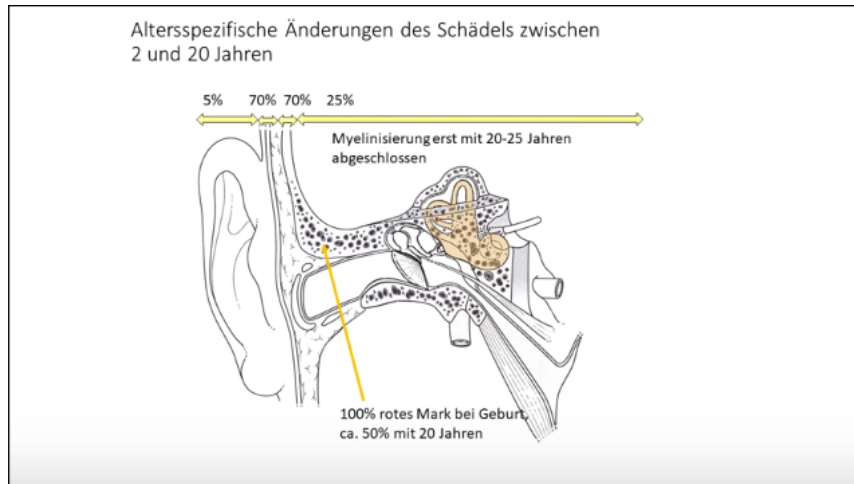 Altersspezifische Änderungen des Schädels zwischen
2 und 20 Jahren
5% 70% 70% 25%
Myelinisierung erst mit 20-25 Jahren
abgeschlossen
100% rotes Mark bei Geburt,
ca. 50% mit 20 Jahren